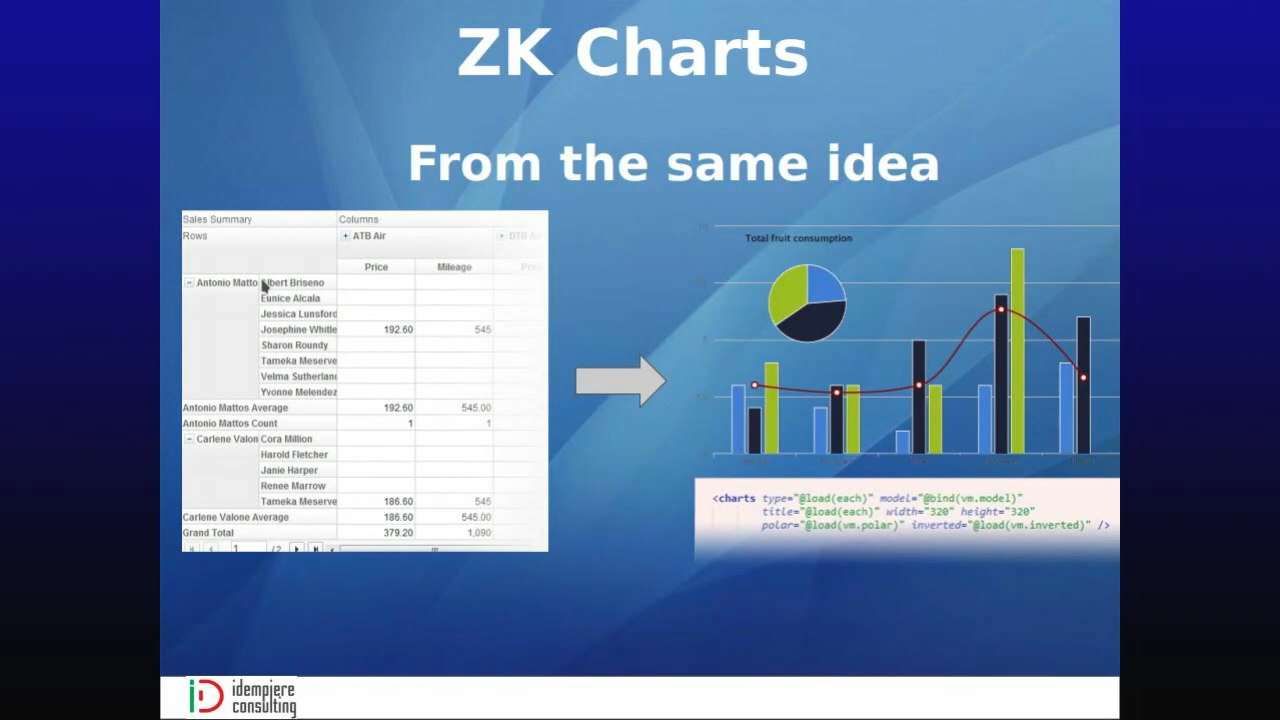 ZK Charts
From the same idea
Sales Summary Columns
Rows ATB Air
Price Mileage
Antonio Matto Albert Briseno
Eunice Alcala
Jessica Lunsford
Josephine Whitle 192.60 545
Sharon Roundy
Tameka Meserve
Velma Sutherland
Yvonne Melendez
Antonio Mattos Average 192.60 545.00
Antonio Mattos Count 1 1
Carlene Valon Cora Million
Harold Fletcher
Janie Harper
Renee Marrow
Tameka Meserve 186.60 545
Carlene Valone Average 186.60 545.00
Grand Total 379.20 1,090
1 / 2
Total fruit consumption
<charts type="@load(each)" model="@bind(vm.model)"
title="@load(each)" width="320" height="320"
polar="@load(vm.polar)" inverted="@load(vm.inverted)" />
idempiere
consulting